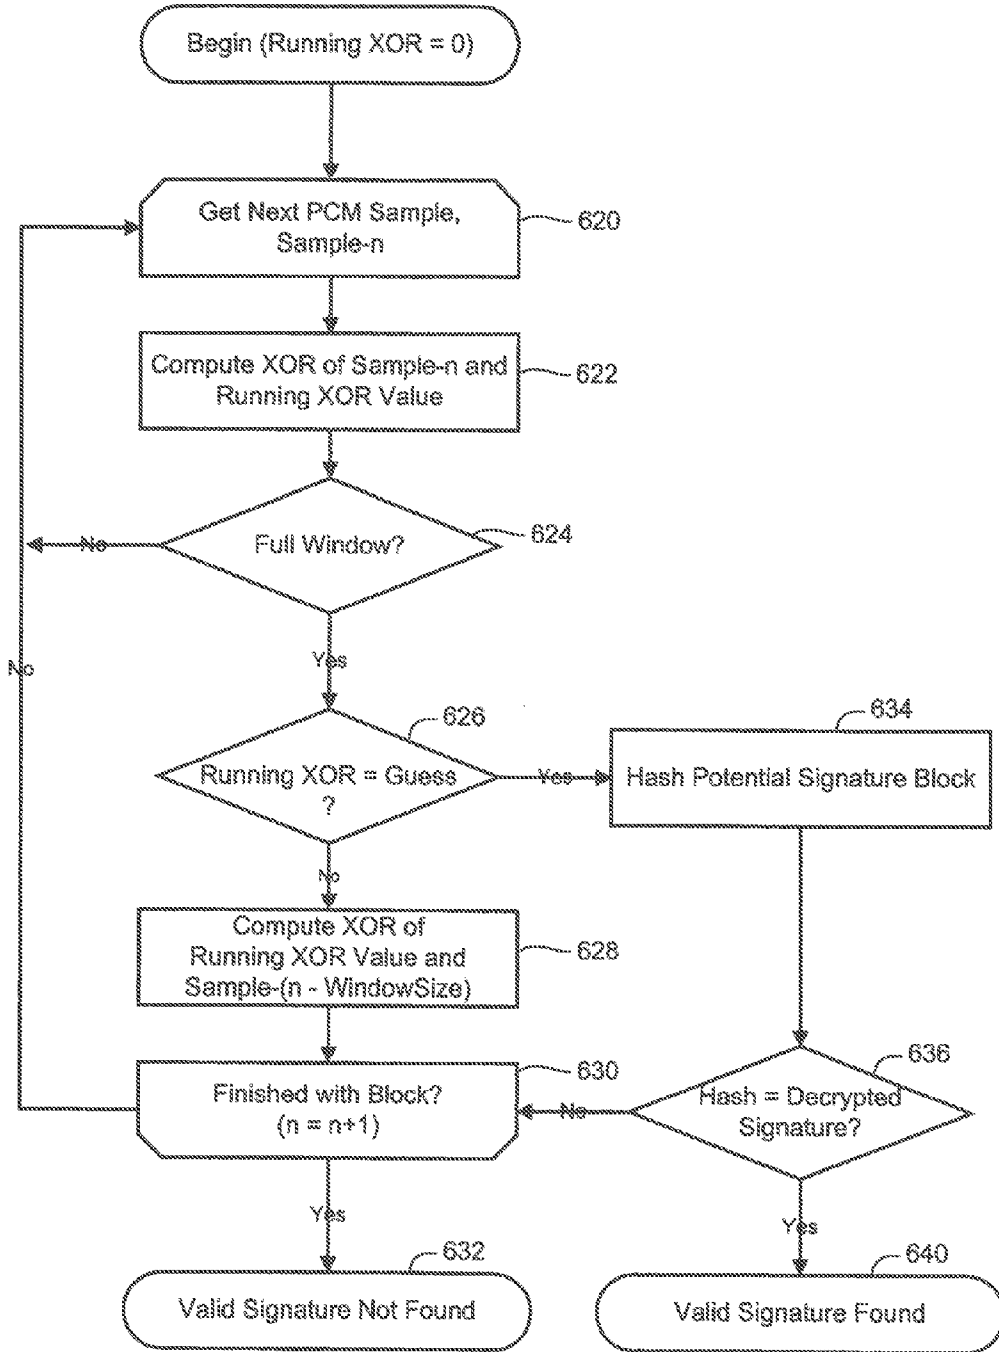 Begin (Running XOR = 0)
Get Next PCM Sample,
Sample-n
620
Compute XOR of Sample-n and
Running XOR Value
622
Full Window?
624
No
Yes
No
626
Running XOR = Guess
?
Yes
634
Hash Potential Signature Block
No
Compute XOR of
Running XOR Value and
Sample-(n - WindowSize)
628
Finished with Block?
(n = n+1)
630
636
Hash = Decrypted
Signature?
No
Yes
Yes
632
Valid Signature Not Found
640
Valid Signature Found